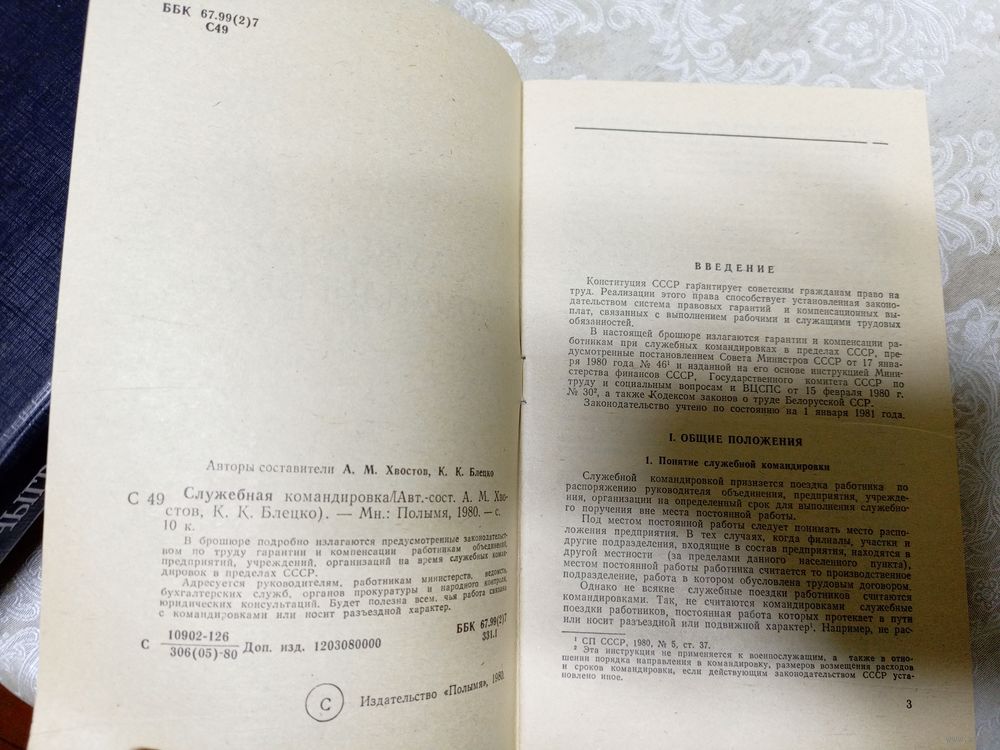 ББК 67.99(2)7
С49
Авторы составители А. М. Хвостов, К. К. Блецко
С 49 Служебная командировка/(Авт.-сост. А. М. Хво-
стов, К. К. Блецко). — Мн.: Полымя, 1980. — с.
10 к.
В брошюре подробно излагаются предусмотренные законодательст-
вом по труду гарантии и компенсации работникам объединений,
предприятий, учреждений, организаций на время служебных коман-
дировок в пределах СССР.
Адресуется руководителям, работникам министерств, ведомств,
бухгалтерских служб, органов прокуратуры и народного контроля,
юридических консультаций. Будет полезна всем, чья работа связана
с командировками или носит разъездной характер.
С 10902-126
306(05)-80 Доп. изд. 1203080000
ББК 67.99(2)7
331.1
С Издательство «Полымя», 1980.
ВВЕДЕНИЕ
Конституция СССР гарантирует советским гражданам право на
труд. Реализации этого права способствует установленная законо-
дательством система правовых гарантий и компенсационных вы-
плат, связанных с выполнением рабочими и служащими трудовых
обязанностей.
В настоящей брошюре излагаются гарантии и компенсации ра-
ботникам при служебных командировках в пределах СССР, пре-
дусмотренные постановлением Совета Министров СССР от 17 янва-
ря 1980 года № 46¹ и изданной на его основе инструкцией Мини-
стерства финансов СССР, Государственного комитета СССР по
труду и социальным вопросам и ВЦСПС от 15 февраля 1980 г.
№ 30², а также Кодексом законов о труде Белорусской ССР.
Законодательство учтено по состоянию на 1 января 1981 года.
I. ОБЩИЕ ПОЛОЖЕНИЯ
1. Понятие служебной командировки
Служебной командировкой признается поездка работника по
распоряжению руководителя объединения, предприятия, учрежде-
ния, организации на определенный срок для выполнения служебно-
го поручения вне места постоянной работы.
Под местом постоянной работы следует понимать место распо-
ложения предприятия. В тех случаях, когда филиалы, участки и
другие подразделения, входящие в состав предприятия, находятся в
другой местности (за пределами данного населенного пункта),
местом постоянной работы работника считается то производственное
подразделение, работа в котором обусловлена трудовым договором.
Однако не всякие служебные поездки работников считаются
командировками. Так, не считаются командировками служебные
поездки работников, постоянная работа которых протекает в пути
или носит разъездной или подвижной характер¹. Например, не рас-
¹ СП СССР, 1980, № 5, ст. 37.
² Эта инструкция не применяется к военнослужащим, а также в отно-
шении порядка направления в командировку, размеров возмещения расходов
и сроков командировки, если действующим законодательством СССР уста-
новлено иное.
3